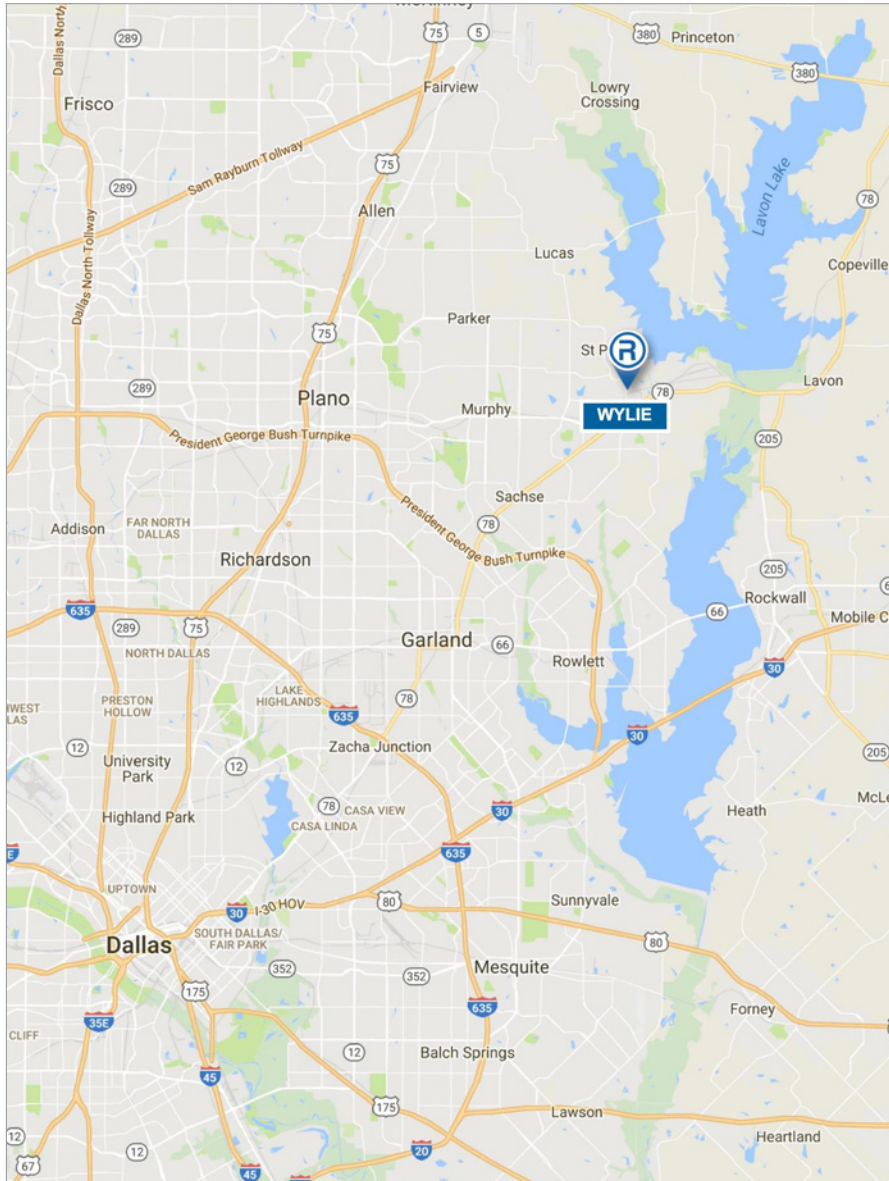 McKinney
75
5
289
380
Princeton
Dallas North
Frisco
Fairview
Lowry
Crossing
380
Sam Rayburn Tollway
75
289
Allen
Lavon Lake
78
Dallas North Tollway
Lucas
Copeville
Parker
75
St P
R
289
Plano
78
Lavon
Murphy
WYLIE
President George Bush Turnpike
205
Sachse
Addison
FAR NORTH
DALLAS
78
President George Bush Turnpike
Richardson
205
Rockwall
635
66
289
75
Garland
Mobile C
NORTH DALLAS
66
Rowlett
30
LAKE
HIGHLANDS
PRESTON
HOLLOW
HWEST
LAS
78
635
30
12
Zacha Junction
205
University
Park
12
78
CASA VIEW
30
Highland Park
CASA LINDA
Heath
McLe
E
635
UPTOWN
80
Sunnyvale
30
I-30 HOV
Dallas
SOUTH DALLAS/
FAIR PARK
80
352
352
Mesquite
175
635
Forney
35E
CLIFF
12
Balch Springs
45
175
Lawson
12
12
20
Heartland
67
45